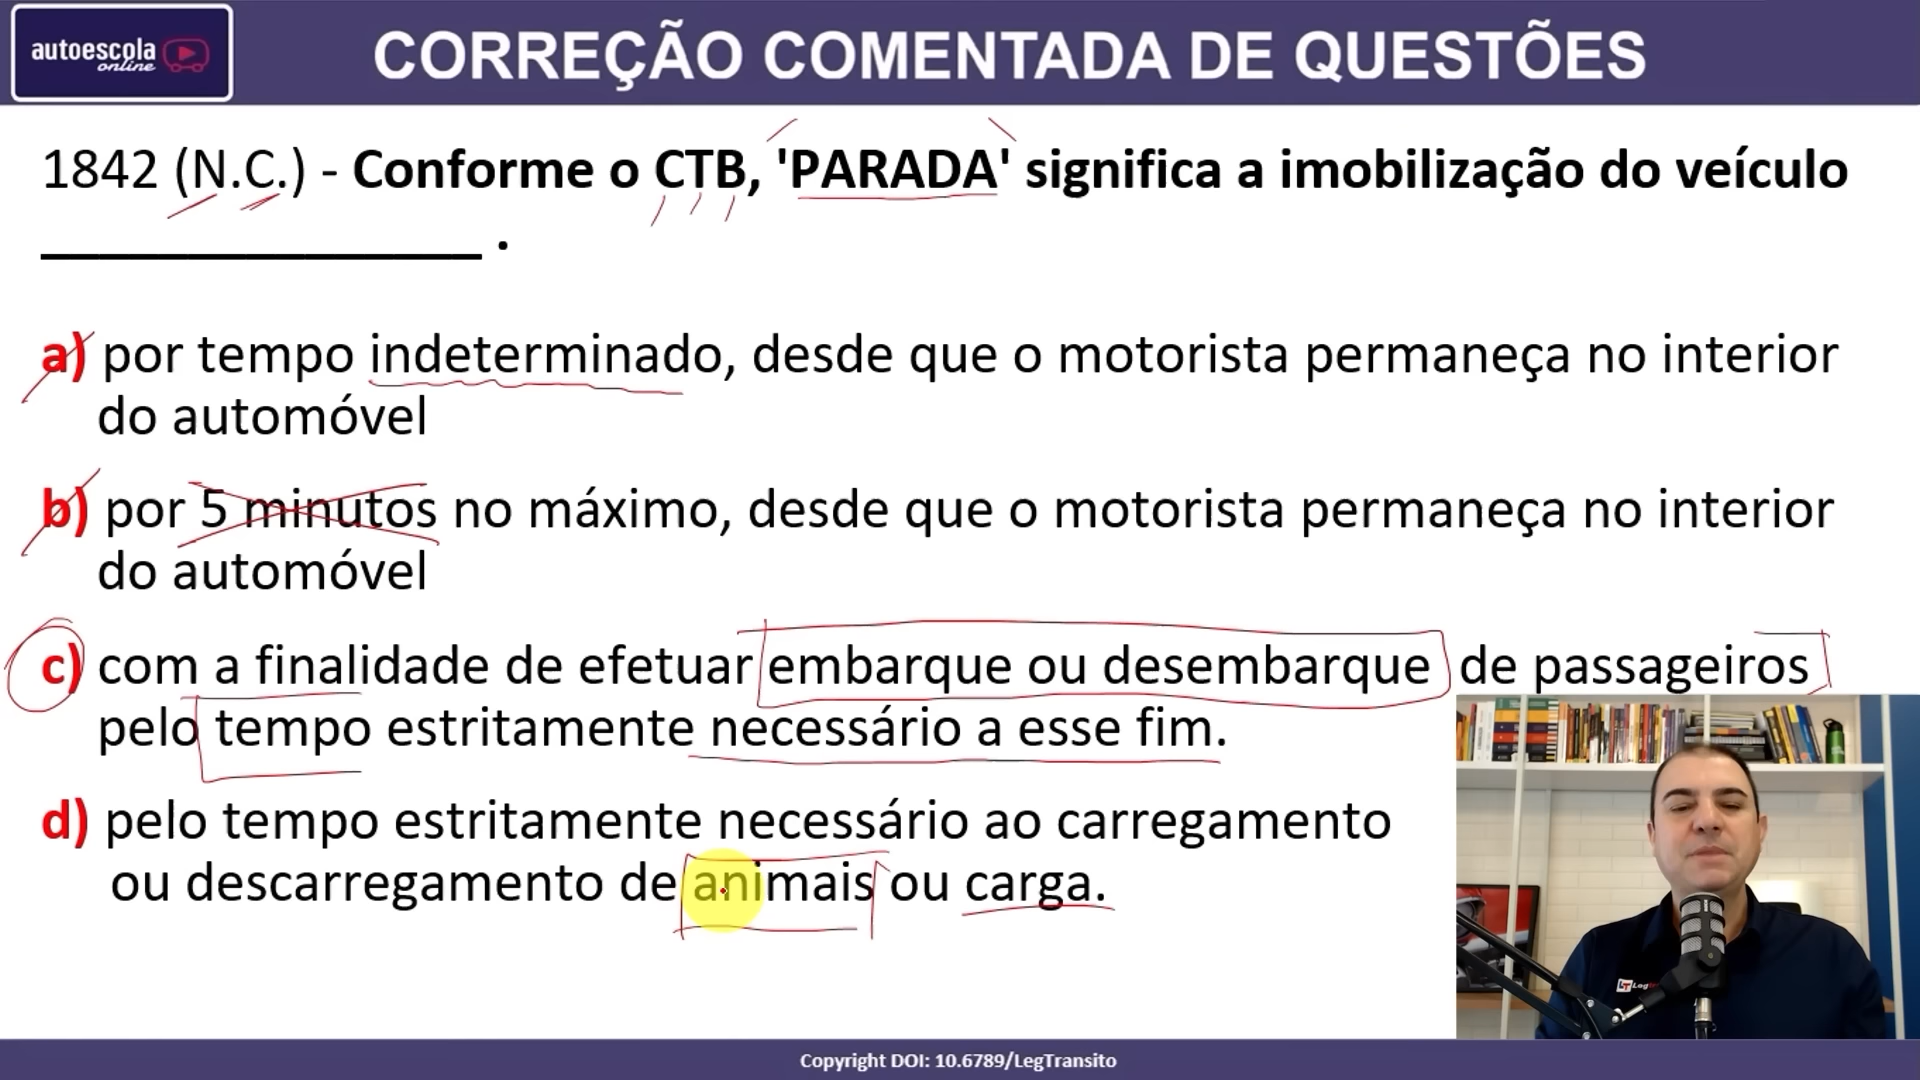 autoescola
online
CORREÇÃO COMENTADA DE QUESTÕES
1842 (N.C.) - Conforme o CTB, 'PARADA' significa a imobilização do veículo
_______________ .
a) por tempo indeterminado, desde que o motorista permaneça no interior
do automóvel
b) por 5 minutos no máximo, desde que o motorista permaneça no interior
do automóvel
c) com a finalidade de efetuar embarque ou desembarque de passageiros
pelo tempo estritamente necessário a esse fim.
d) pelo tempo estritamente necessário ao carregamento
ou descarregamento de animais ou carga.
Copyright DOI: 10.6789/LegTransito